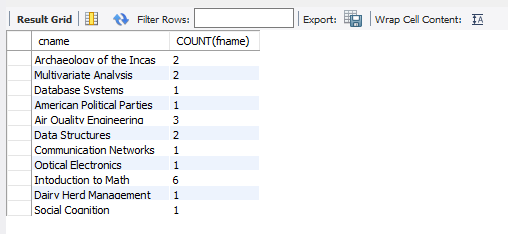 Result Grid Filter Rows: Export: Wrap Cell Content: IA
cname COUNT(fname)
Archaeology of the Incas 2
Multivariate Analysis 2
Database Systems 1
American Political Parties 1
Air Quality Engineering 3
Data Structures 2
Communication Networks 1
Optical Electronics 1
Intoduction to Math 6
Dairy Herd Management 1
Social Cognition 1